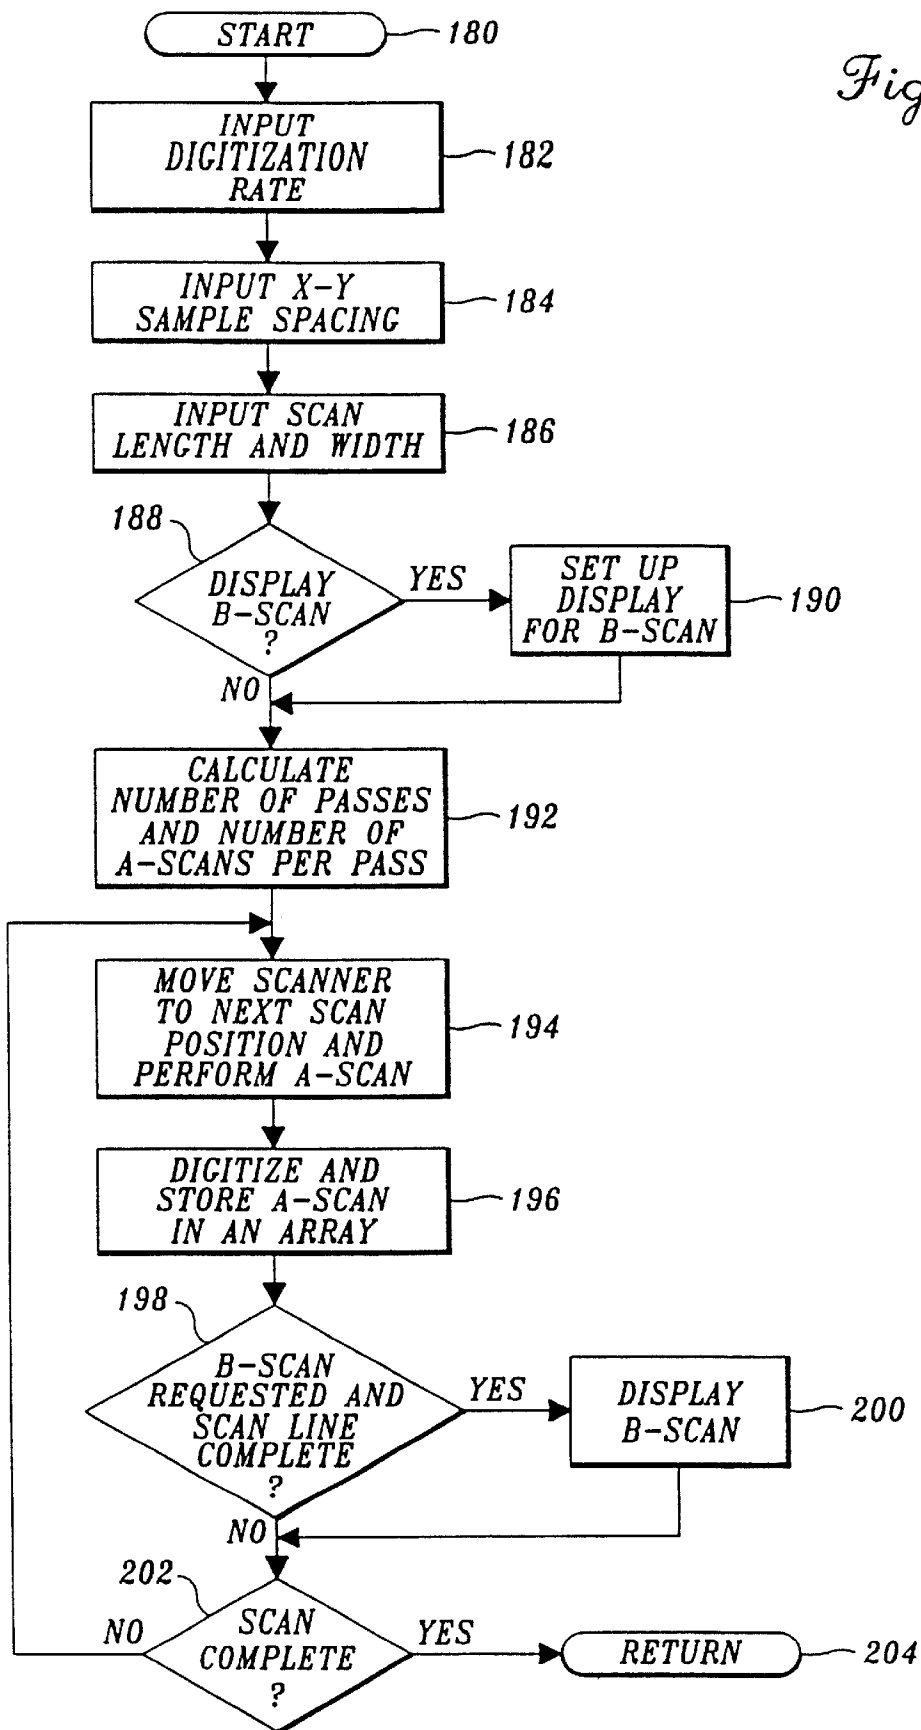 START
180
Fig
INPUT
DIGITIZATION
RATE
182
INPUT X-Y
SAMPLE SPACING
184
INPUT SCAN
LENGTH AND WIDTH
186
188
DISPLAY
B-SCAN
?
YES
SET UP
DISPLAY
FOR B-SCAN
190
NO
CALCULATE
NUMBER OF PASSES
AND NUMBER OF
A-SCANS PER PASS
192
MOVE SCANNER
TO NEXT SCAN
POSITION AND
PERFORM A-SCAN
194
DIGITIZE AND
STORE A-SCAN
IN AN ARRAY
196
198
B-SCAN
REQUESTED AND
SCAN LINE
COMPLETE
?
YES
DISPLAY
B-SCAN
200
NO
202
NO
SCAN
COMPLETE
?
YES
RETURN
204